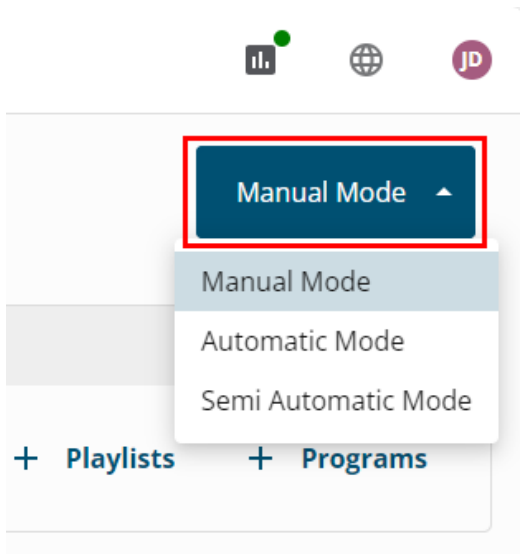 JD
Manual Mode
Manual Mode
Automatic Mode
Semi Automatic Mode
+ Playlists + Programs